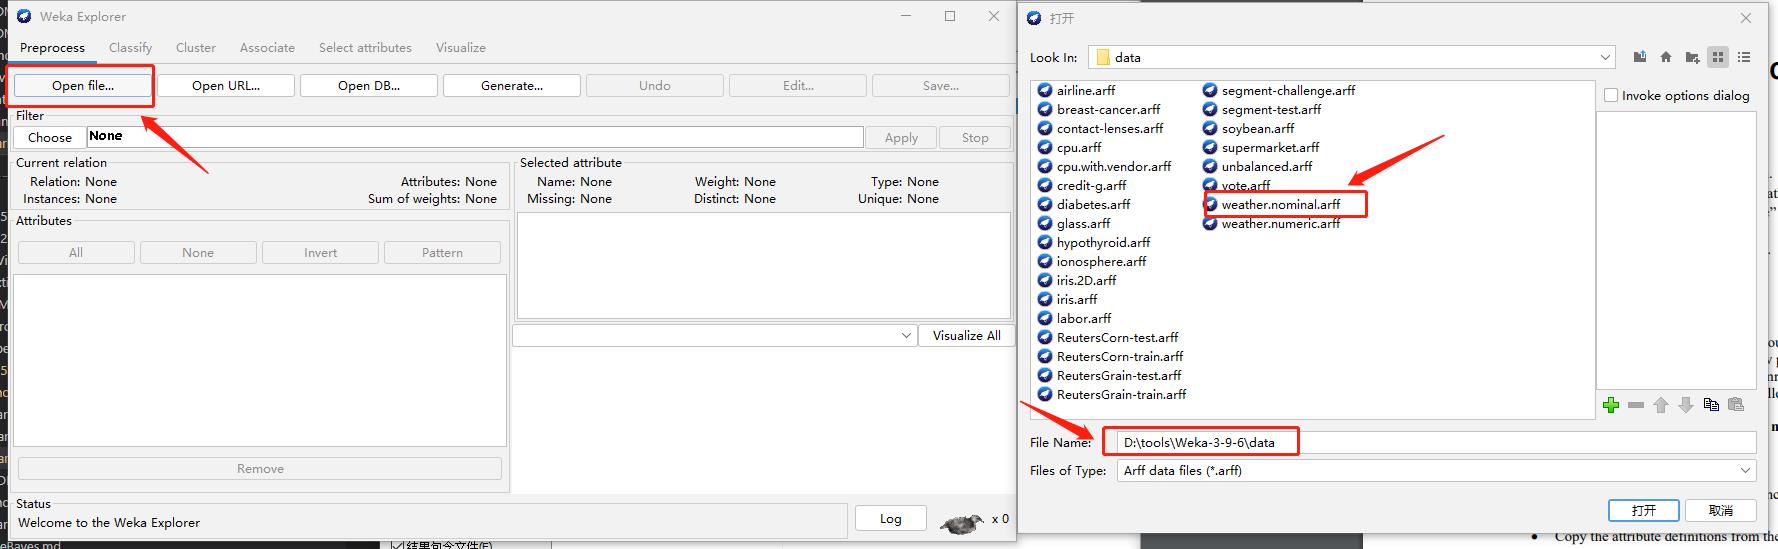 Weka Explorer
Preprocess Classify Cluster Associate Select attributes Visualize
Open file... Open URL... Open DB... Generate... Undo Edit... Save...
Filter
Choose None Apply Stop
Current relation
Relation: None Attributes: None
Instances: None Sum of weights: None
Selected attribute
Name: None Weight: None Type: None
Missing: None Distinct: None Unique: None
Attributes
All None Invert Pattern
Visualize All
Remove
Status
Welcome to the Weka Explorer
Log x 0
打开
Look In: data
airline.arff
breast-cancer.arff
contact-lenses.arff
cpu.arff
cpu.with.vendor.arff
credit-g.arff
diabetes.arff
glass.arff
hypothyroid.arff
ionosphere.arff
iris.2D.arff
iris.arff
labor.arff
ReutersCorn-test.arff
ReutersCorn-train.arff
ReutersGrain-test.arff
ReutersGrain-train.arff
segment-challenge.arff
segment-test.arff
soybean.arff
supermarket.arff
unbalanced.arff
vote.arff
weather.nominal.arff
weather.numeric.arff
Invoke options dialog
File Name: D:\tools\Weka-3-9-6\data
Files of Type: Arff data files (*.arff)
打开 取消
• Copy the attribute definitions from the